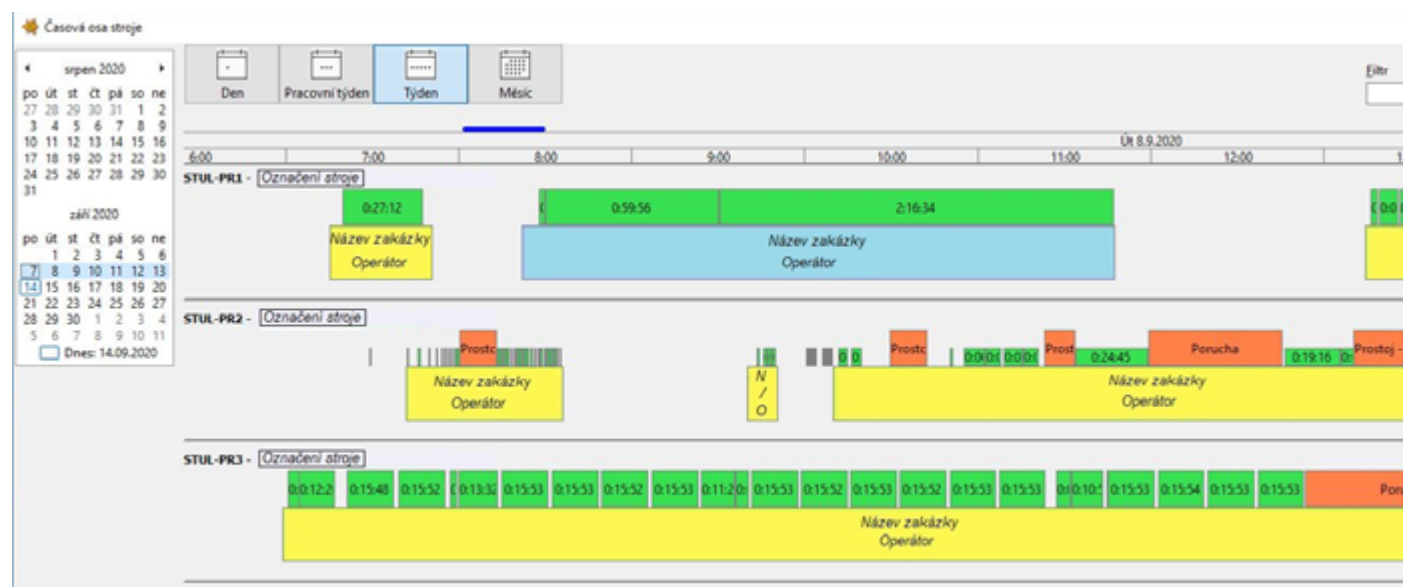 Časová osa stroje
srpen 2020
po út st čt pá so ne
27 28 29 30 31 1 2
3 4 5 6 7 8 9
10 11 12 13 14 15 16
17 18 19 20 21 22 23
24 25 26 27 28 29 30
31
září 2020
po út st čt pá so ne
1 2 3 4 5 6
7 8 9 10 11 12 13
14 15 16 17 18 19 20
21 22 23 24 25 26 27
28 29 30 1 2 3 4
5 6 7 8 9 10 11
Dnes: 14.09.2020
Den Pracovní týden Týden Měsíc
Filtr
Út 8.9.2020
6:00 7:00 8:00 9:00 10:00 11:00 12:00
STUL-PR1 - Označení stroje
0:27:12 0:59:56 2:16:34
Název zakázky
Operátor
Název zakázky
Operátor
STUL-PR2 - Označení stroje
Prostc Prostc Prost Porucha Prostoj -
0:24:45 0:19:16
Název zakázky
Operátor
N
/
O
Název zakázky
Operátor
STUL-PR3 - Označení stroje
0:15:48 0:15:52 0:13:32 0:15:53 0:15:53 0:15:52 0:15:53 0:15:53 0:15:52 0:15:53 0:15:52 0:15:53 0:15:53 0:15:53 0:15:54 0:15:53 0:15:53
Název zakázky
Operátor